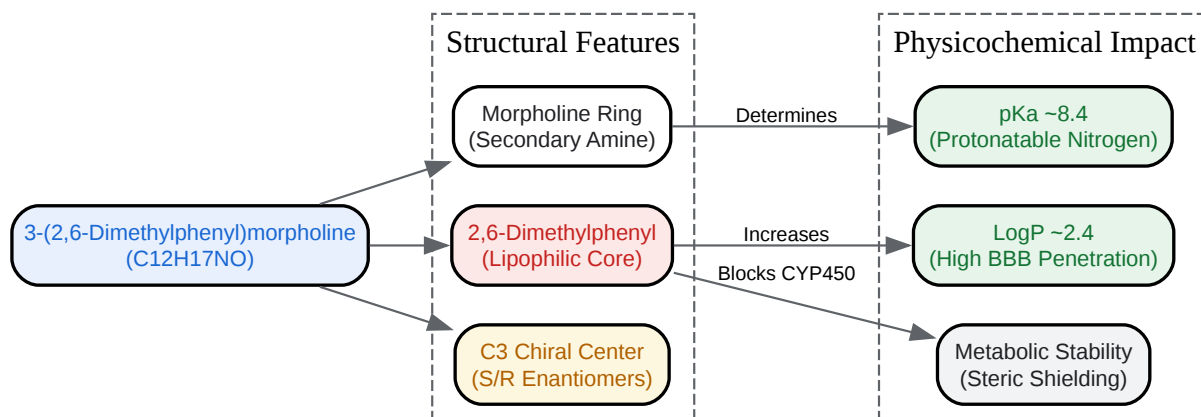 Structural Features
Physicochemical Impact
Morpholine Ring
(Secondary Amine)
Determines
pKa ~8.4
(Protonatable Nitrogen)
3-(2,6-Dimethylphenyl)morpholine
(C12H17NO)
2,6-Dimethylphenyl
(Lipophilic Core)
Increases
LogP ~2.4
(High BBB Penetration)
Blocks CYP450
C3 Chiral Center
(S/R Enantiomers)
Metabolic Stability
(Steric Shielding)